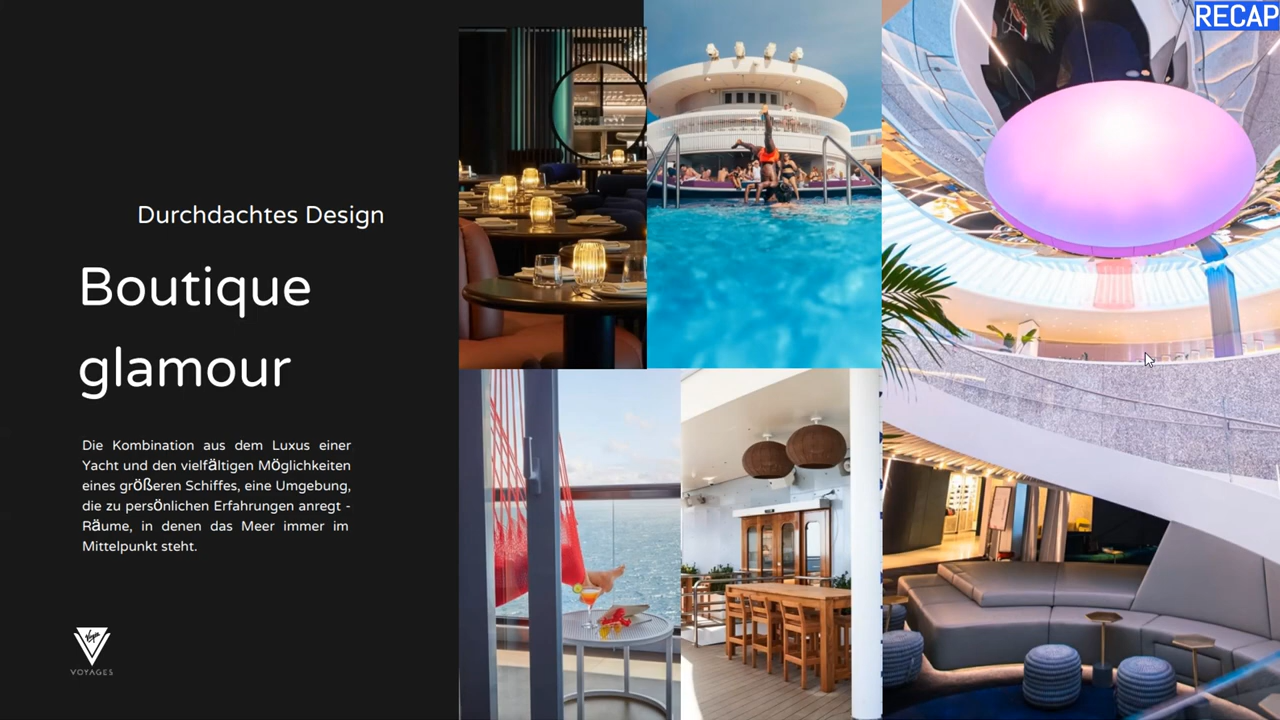 RECAP
Durchdachtes Design
Boutique
glamour
Die Kombination aus dem Luxus einer
Yacht und den vielfältigen Möglichkeiten
eines größeren Schiffes, eine Umgebung,
die zu persönlichen Erfahrungen anregt -
Räume, in denen das Meer immer im
Mittelpunkt steht.
Virgin
VOYAGES